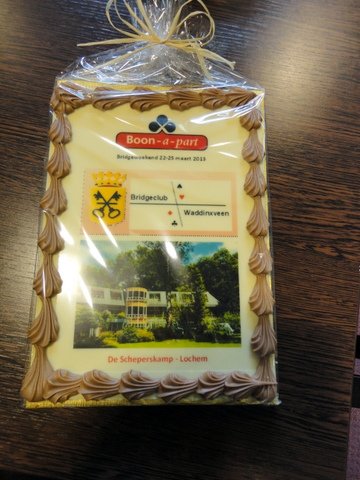 Boon-a-part
Bridgeweekend 22-25 maart 2013
Bridgeclub
Waddinxveen
De Scheperskamp - Lochem